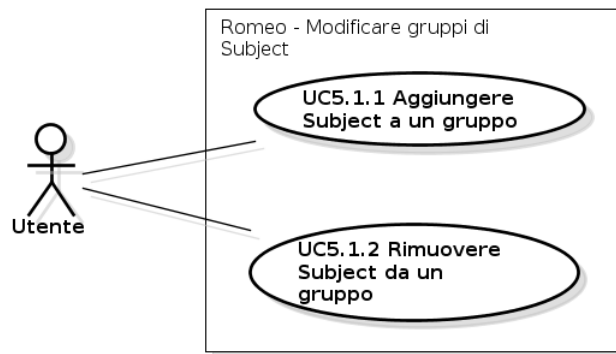 Romeo - Modificare gruppi di
Subject
UC5.1.1 Aggiungere
Subject a un gruppo
Utente
UC5.1.2 Rimuovere
Subject da un
gruppo